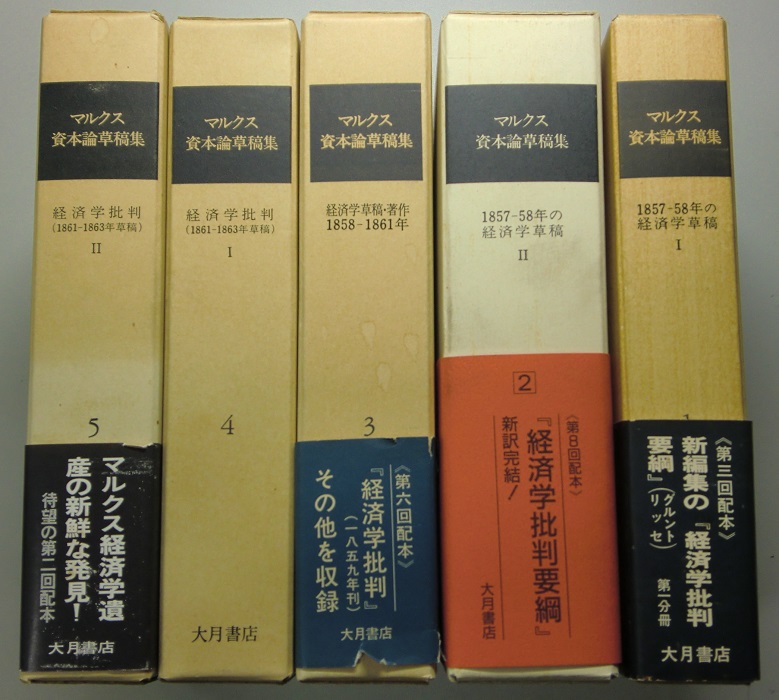 マルクス
資本論草稿集
経済学批判
(1861-1863年草稿)
II
5
マルクス経済学遺
産の新鮮な発見!
待望の第二回配本
大月書店
マルクス
資本論草稿集
経済学批判
(1861-1863年草稿)
I
4
大月書店
マルクス
資本論草稿集
経済学草稿・著作
1858-1861年
3
《第六回配本》
『経済学批判』
(一八五九年刊)
その他を収録
大月書店
マルクス
資本論草稿集
1857-58年の
経済学草稿
II
2
《第8回配本》
『経済学批判要綱』
新訳完結!
大月書店
マルクス
資本論草稿集
1857-58年の
経済学草稿
I
1
《第三回配本》
新編集の『経済学批判
要綱』(グルントリッセ)
第一分冊
大月書店